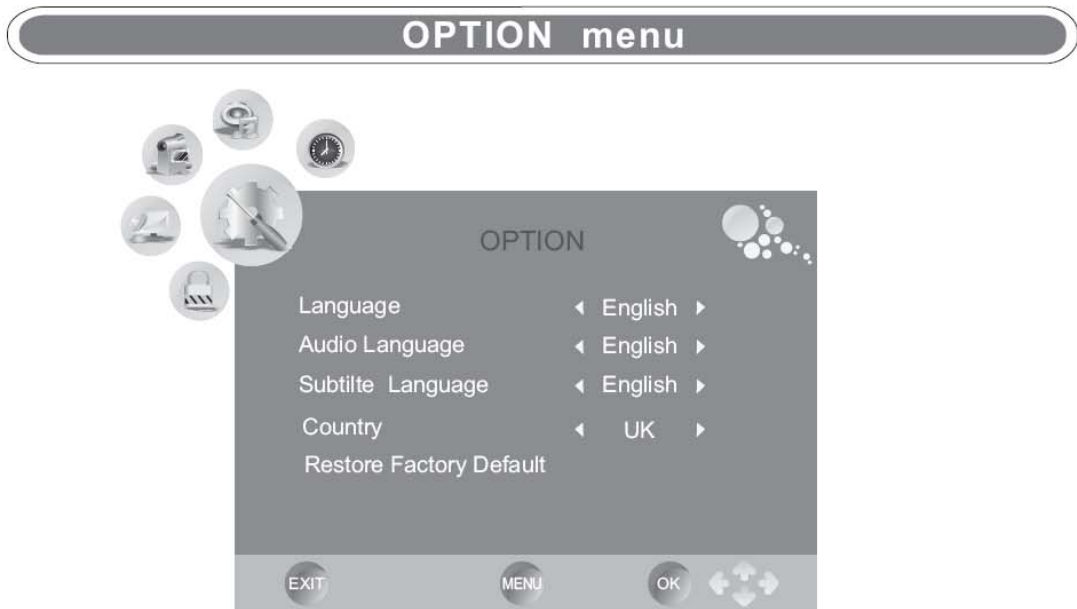 OPTION menu
OPTION
Language English
Audio Language English
Subtilte Language English
Country UK
Restore Factory Default
EXIT MENU OK